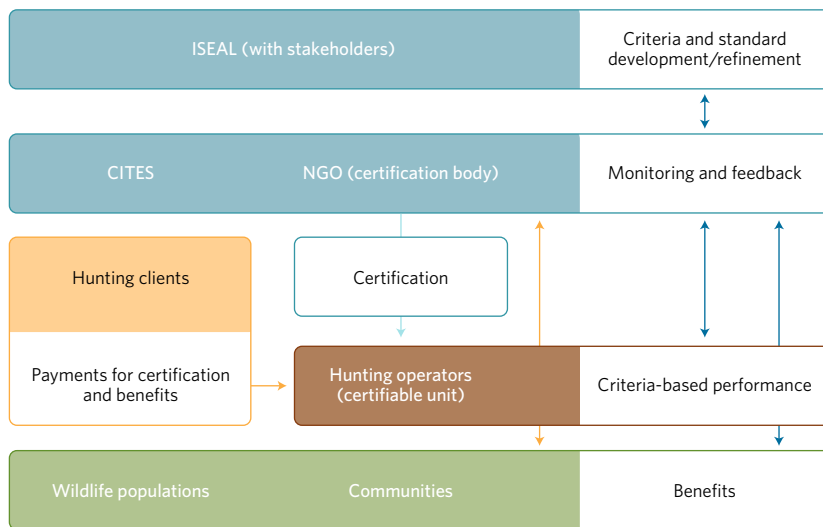 ISEAL (with stakeholders)
Criteria and standard
development/refinement
CITES
NGO (certification body)
Monitoring and feedback
Hunting clients
Certification
Payments for certification
and benefits
Hunting operators
(certifiable unit)
Criteria-based performance
Wildlife populations
Communities
Benefits